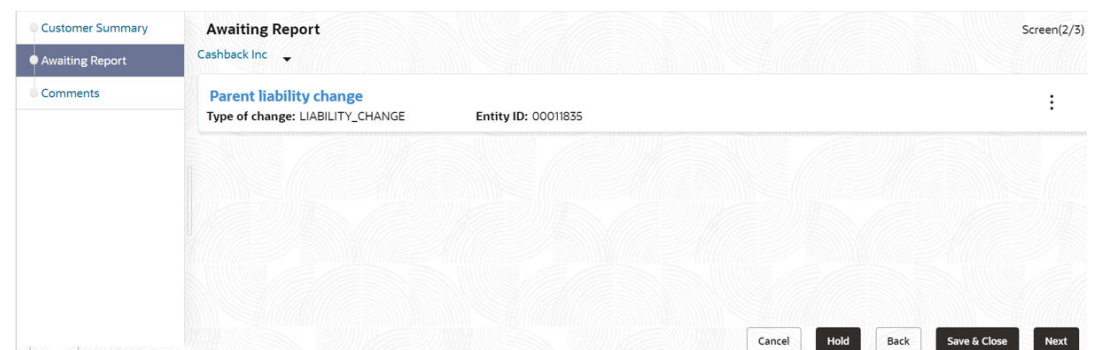 Customer Summary
Awaiting Report
Comments
Awaiting Report
Screen(2/3)
Cashback Inc
Parent liability change
Type of change: LIABILITY_CHANGE Entity ID: 00011835
Cancel Hold Back Save & Close Next